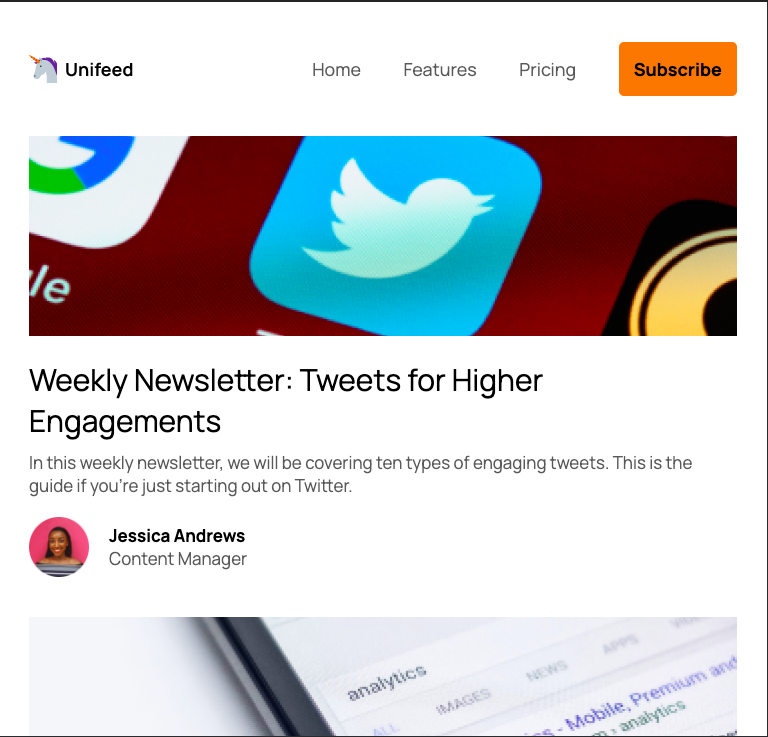 Unifeed
Home
Features
Pricing
Subscribe
le
Weekly Newsletter: Tweets for Higher
Engagements
In this weekly newsletter, we will be covering ten types of engaging tweets. This is the
guide if you're just starting out on Twitter.
Jessica Andrews
Content Manager
analytics
ALL
IMAGES
NEWS
APPS
cs - Mobile, Premium and
m › analytics